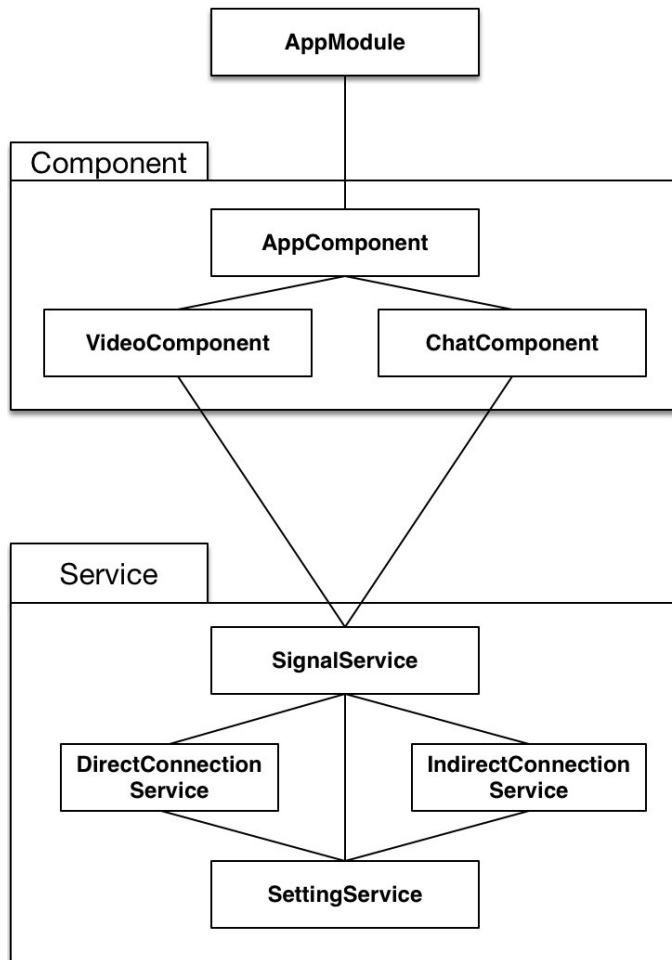 AppModule
Component
AppComponent
VideoComponent
ChatComponent
Service
SignalService
DirectConnection
Service
IndirectConnection
Service
SettingService